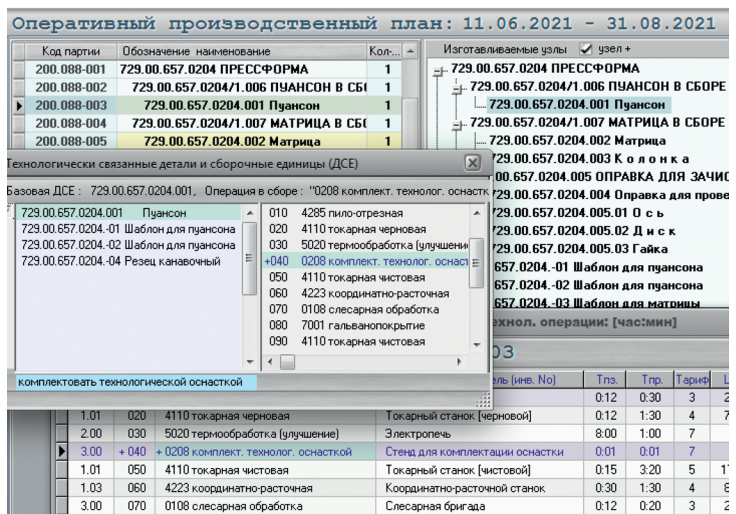 Оперативный производственный план: 11.06.2021 - 31.08.2021
Код партии Обозначение наименование Кол-...
200.088-001 729.00.657.0204 ПРЕССФОРМА 1
200.088-002 729.00.657.0204/1.006 ПУАНСОН В СБО 1
200.088-003 729.00.657.0204.001 Пуансон 1
200.088-004 729.00.657.0204/1.007 МАТРИЦА В СБО 1
200.088-005 729.00.657.0204.002 Матрица 1
Изготавливаемые узлы узел +
729.00.657.0204 ПРЕССФОРМА
729.00.657.0204/1.006 ПУАНСОН В СБОРЕ
729.00.657.0204.001 Пуансон
729.00.657.0204/1.007 МАТРИЦА В СБОРЕ
729.00.657.0204.002 Матрица
729.00.657.0204.003 К о л о н к а
00.657.0204.005 ОПРАВКА ДЛЯ ЗАЧИС
729.00.657.0204.004 Оправка для прове
729.00.657.0204.005.01 О с ь
729.00.657.0204.005.02 Д и с к
729.00.657.0204.005.03 Гайка
657.0204.-01 Шаблон для пуансона
657.0204.-02 Шаблон для пуансона
657.0204.-03 Шаблон для матрицы
Технологически связанные детали и сборочные единицы (ДСЕ)
Базовая ДСЕ : 729.00.657.0204.001, Операция в сборе : "0208 комплект. технолог. оснастк
729.00.657.0204.001 Пуансон
729.00.657.0204.-01 Шаблон для пуансона
729.00.657.0204.-02 Шаблон для пуансона
729.00.657.0204.-04 Резец канавочный
010 4285 пило-отрезная
020 4110 токарная черновая
030 5020 термообработка (улучшени
+040 0208 комплект. технолог. оснаст
050 4110 токарная чистовая
060 4223 координатно-расточная
070 0108 слесарная обработка
080 7001 гальванопокрытие
090 4110 токарная чистовая
комплектовать технологической оснасткой
технол. операции: [час:мин]
03
ль (инв. No) Тпз. Тпр. Тариф
0:12 0:30 3 2
1.01 020 4110 токарная черновая Токарный станок [черновой] 0:12 1:30 4 7
2.00 030 5020 термообработка (улучшение) Электропечь 8:00 1:00 7
3.00 + 040 + 0208 комплект. технолог. оснасткой Стенд для комплектации оснастки 0:01 0:01 7
1.01 050 4110 токарная чистовая Токарный станок [чистовой] 0:15 3:20 5 1
1.03 060 4223 координатно-расточная Координатно-расточной станок 0:30 1:30 4 8
3.00 070 0108 слесарная обработка Слесарная бригада 0:12 0:20 3 2